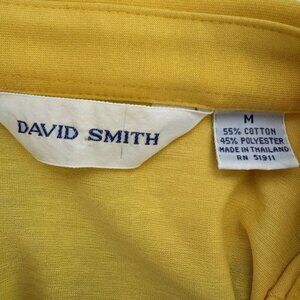 DAVID SMITH
M
55% COTTON
45% POLYESTER
MADE IN THAILAND
RN 51911